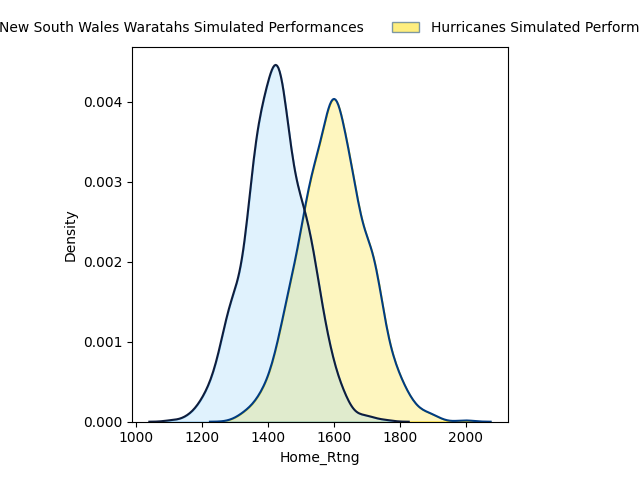 New South Wales Waratahs Simulated Performances Hurricanes Simulated Perform
Density
0.004
0.003
0.002
0.001
0.000
1000 1200 1400 1600 1800 2000
Home_Rtng